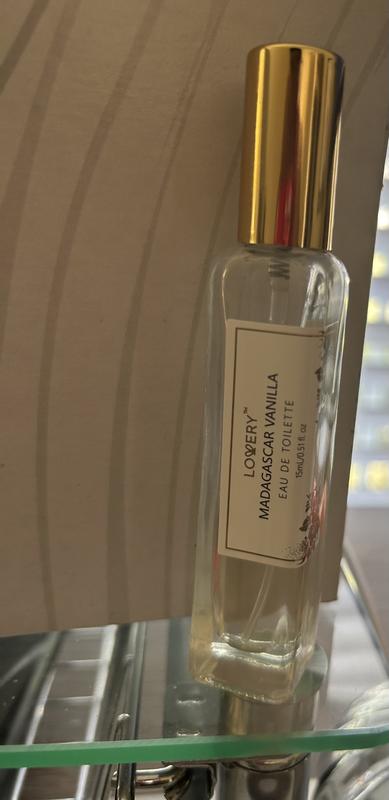 LOVERY™
MADAGASCAR VANILLA
EAU DE TOILETTE
15mL/0.51 fl. oz